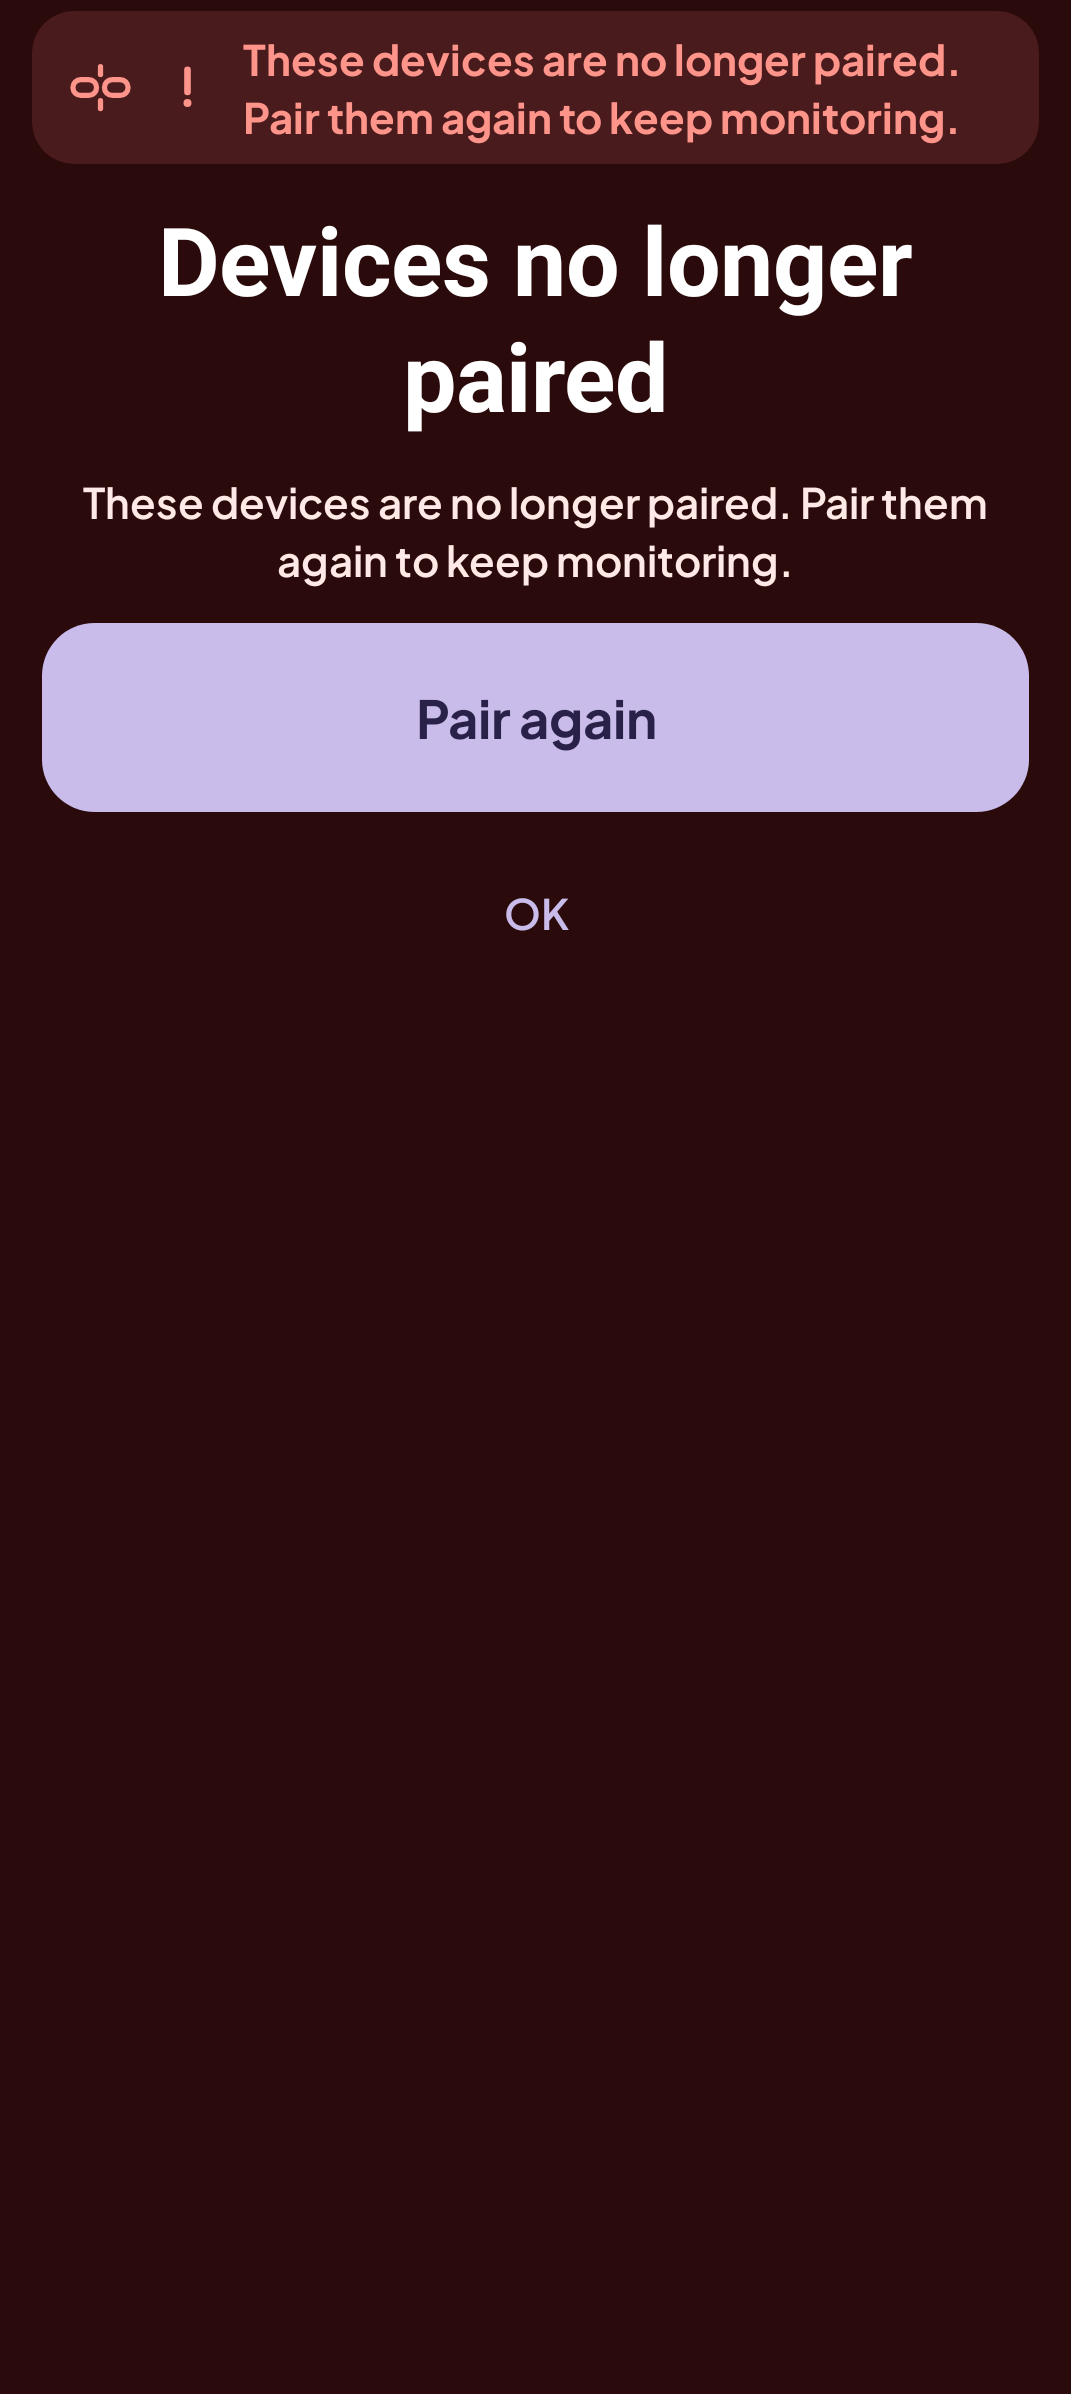 These devices are no longer paired.
Pair them again to keep monitoring.
Devices no longer
paired
These devices are no longer paired. Pair them
again to keep monitoring.
Pair again
OK